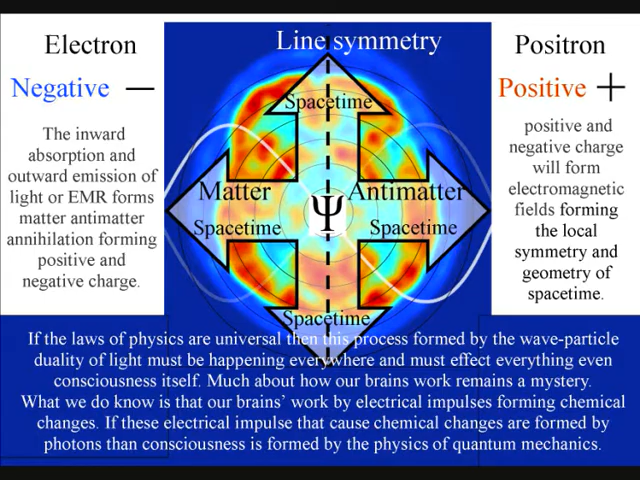 Electron
Negative —
The inward
absorption and
outward emission of
light or EMR forms
matter antimatter
annihilation forming
positive and
negative charge.
Line symmetry
Spacetime
Matter
Antimatter
Ψ
Spacetime
Spacetime
Spacetime
Positron
Positive +
positive and
negative charge
will form
electromagnetic
fields forming
the local
symmetry and
geometry of
spacetime.
If the laws of physics are universal then this process formed by the wave-particle
duality of light must be happening everywhere and must effect everything even
consciousness itself. Much about how our brains work remains a mystery.
What we do know is that our brains’ work by electrical impulses forming chemical
changes. If these electrical impulse that cause chemical changes are formed by
photons than consciousness is formed by the physics of quantum mechanics.